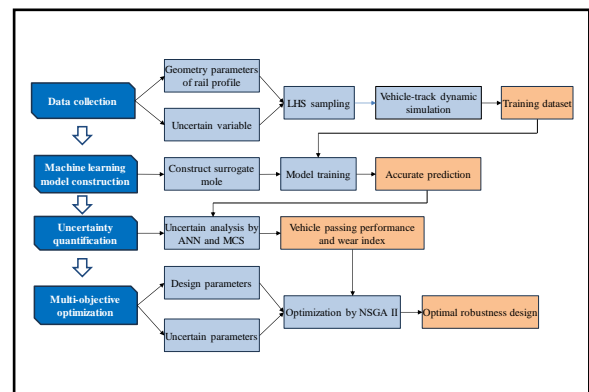 Geometry parameters
of rail profile
Data collection
LHS sampling
Vehicle-track dynamic
simulation
Training dataset
Uncertain variable
Machine learning
model construction
Construct surrogate
mole
Model training
Accurate prediction
Uncertainty
quantification
Uncertain analysis by
ANN and MCS
Vehicle passing performance
and wear index
Multi-objective
optimization
Design parameters
Optimization by NSGA II
Optimal robustness design
Uncertain parameters